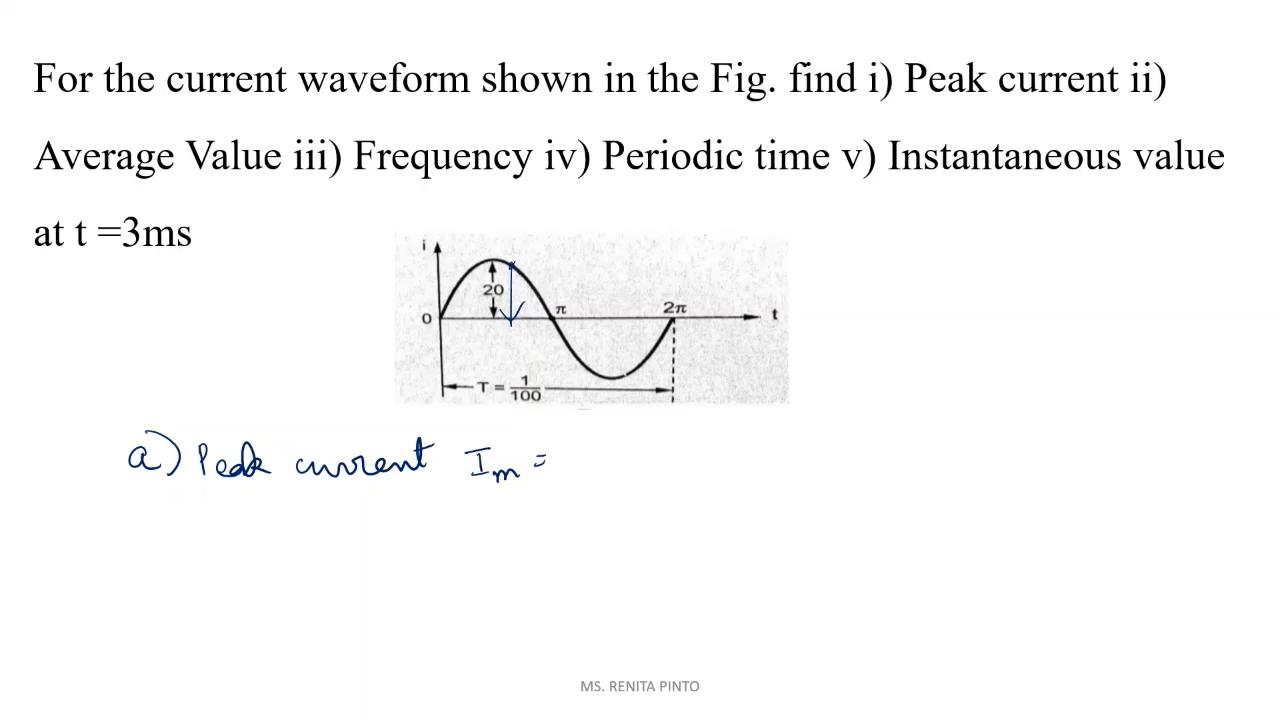 For the current waveform shown in the Fig. find i) Peak current ii)
Average Value iii) Frequency iv) Periodic time v) Instantaneous value
at t =3ms
i
20
0
π
2π
t
T = 1/100
a) Peak current Im =
MS. RENITA PINTO